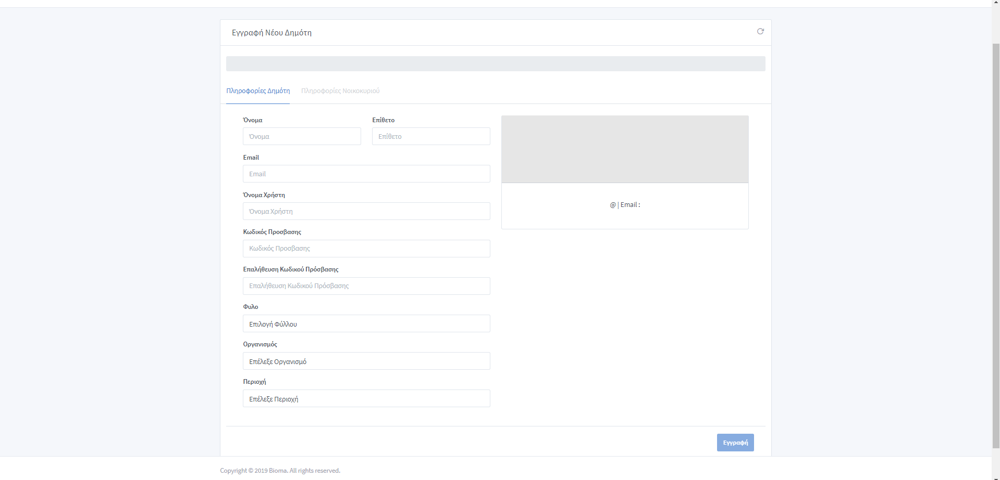 Εγγραφή Νέου Δημότη
Πληροφορίες Δημότη Πληροφορίες Νοικοκυριού
Όνομα Επίθετο
Όνομα Επίθετο
Email
Email
@ | Email :
Όνομα Χρήστη
Όνομα Χρήστη
Κωδικός Προσβασης
Κωδικός Προσβασης
Επαλήθευση Κωδικού Πρόσβασης
Επαλήθευση Κωδικού Πρόσβασης
Φυλο
Επιλογή Φύλλου
Οργανισμός
Επέλεξε Οργανισμό
Περιοχή
Επέλεξε Περιοχή
Εγγραφή
Copyright © 2019 Bioma. All rights reserved.